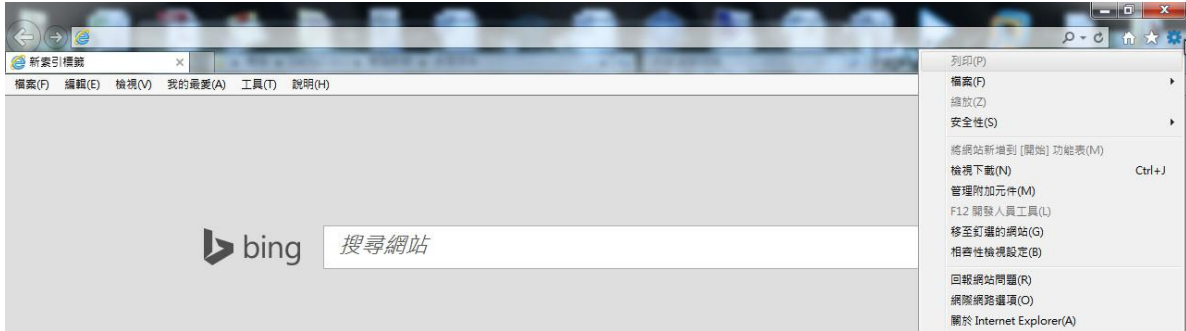 新索引標籤
檔案(F) 編輯(E) 檢視(V) 我的最愛(A) 工具(T) 說明(H)
bing 搜尋網站
列印(P)
檔案(F)
縮放(Z)
安全性(S)
將網站新增到 [開始] 功能表(M)
檢視下載(N) Ctrl+J
管理附加元件(M)
F12 開發人員工具(L)
移至釘選的網站(G)
相容性檢視設定(B)
回報網站問題(R)
網際網路選項(O)
關於 Internet Explorer(A)